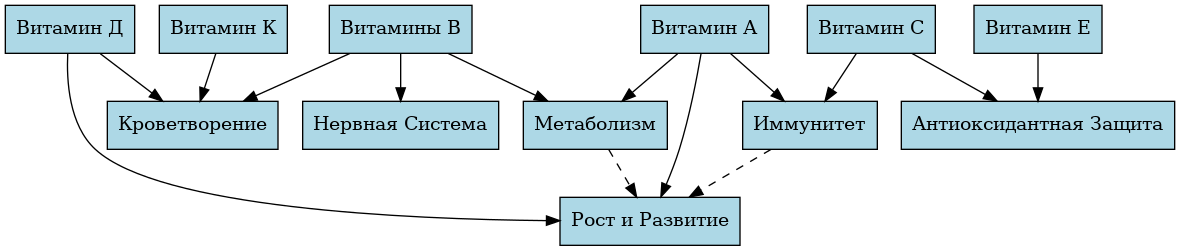 Витамин Д
Витамин К
Витамины В
Витамин А
Витамин С
Витамин Е
Кроветворение
Нервная Система
Метаболизм
Иммунитет
Антиоксидантная Защита
Рост и Развитие